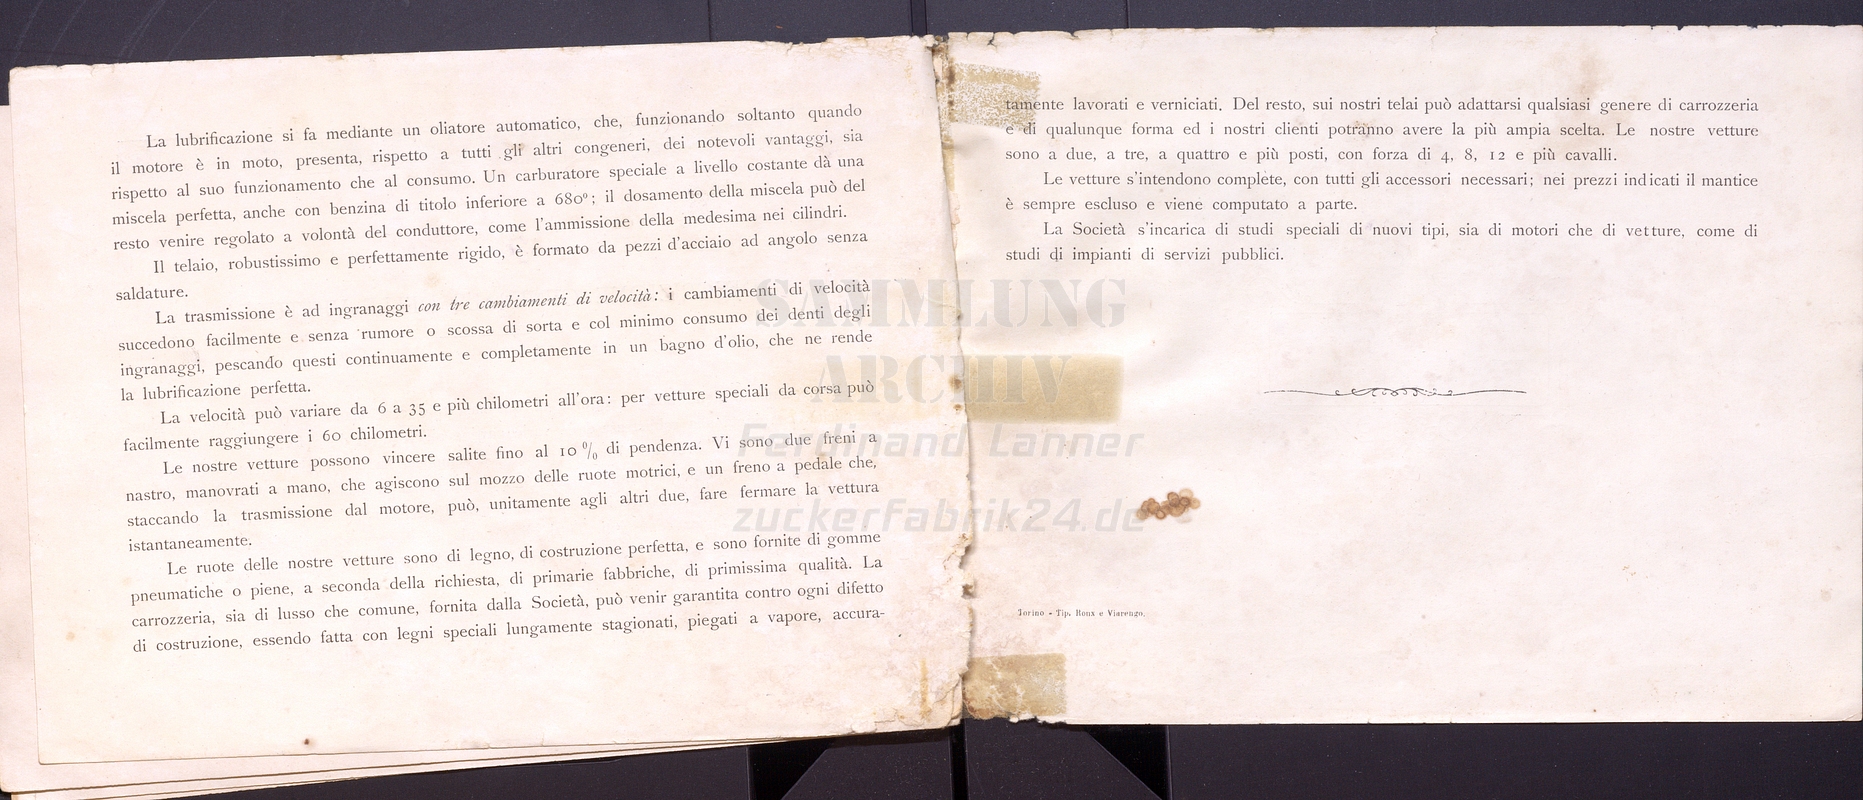 La lubrificazione si fa mediante un oliatore automatico, che, funzionando soltanto quando
il motore è in moto, presenta, rispetto a tutti gli altri congeneri, dei notevoli vantaggi, sia
rispetto al suo funzionamento che al consumo. Un carburatore speciale a livello costante dà una
miscela perfetta, anche con benzina di titolo inferiore a 680°; il dosamento della miscela può del
resto venire regolato a volontà del conduttore, come l'ammissione della medesima nei cilindri.
Il telaio, robustissimo e perfettamente rigido, è formato da pezzi d'acciaio ad angolo senza
saldature.
La trasmissione è ad ingranaggi con tre cambiamenti di velocità: i cambiamenti di velocità
succedono facilmente e senza rumore o scossa di sorta e col minimo consumo dei denti degli
ingranaggi, pescando questi continuamente e completamente in un bagno d'olio, che ne rende
la lubrificazione perfetta.
La velocità può variare da 6 a 35 e più chilometri all'ora: per vetture speciali da corsa può
facilmente raggiungere i 60 chilometri.
Le nostre vetture possono vincere salite fino al 10 % di pendenza. Vi sono due freni a
nastro, manovrati a mano, che agiscono sul mozzo delle ruote motrici, e un freno a pedale che,
staccando la trasmissione dal motore, può, unitamente agli altri due, fare fermare la vettura
istantaneamente.
Le ruote delle nostre vetture sono di legno, di costruzione perfetta, e sono fornite di gomme
pneumatiche o piene, a seconda della richiesta, di primarie fabbriche, di primissima qualità. La
carrozzeria, sia di lusso che comune, fornita dalla Società, può venir garantita contro ogni difetto
di costruzione, essendo fatta con legni speciali lungamente stagionati, piegati a vapore, accura-
tamente lavorati e verniciati. Del resto, sui nostri telai può adattarsi qualsiasi genere di carrozzeria
e di qualunque forma ed i nostri clienti potranno avere la più ampia scelta. Le nostre vetture
sono a due, a tre, a quattro e più posti, con forza di 4, 8, 12 e più cavalli.
Le vetture s'intendono complete, con tutti gli accessori necessari; nei prezzi indicati il mantice
è sempre escluso e viene computato a parte.
La Società s'incarica di studi speciali di nuovi tipi, sia di motori che di vetture, come di
studi di impianti di servizi pubblici.
Torino - Tip. Roux e Viarengo.
SAMMLUNG
ARCHIV
Ferdinand Lanner
zuckerfabrik24.de